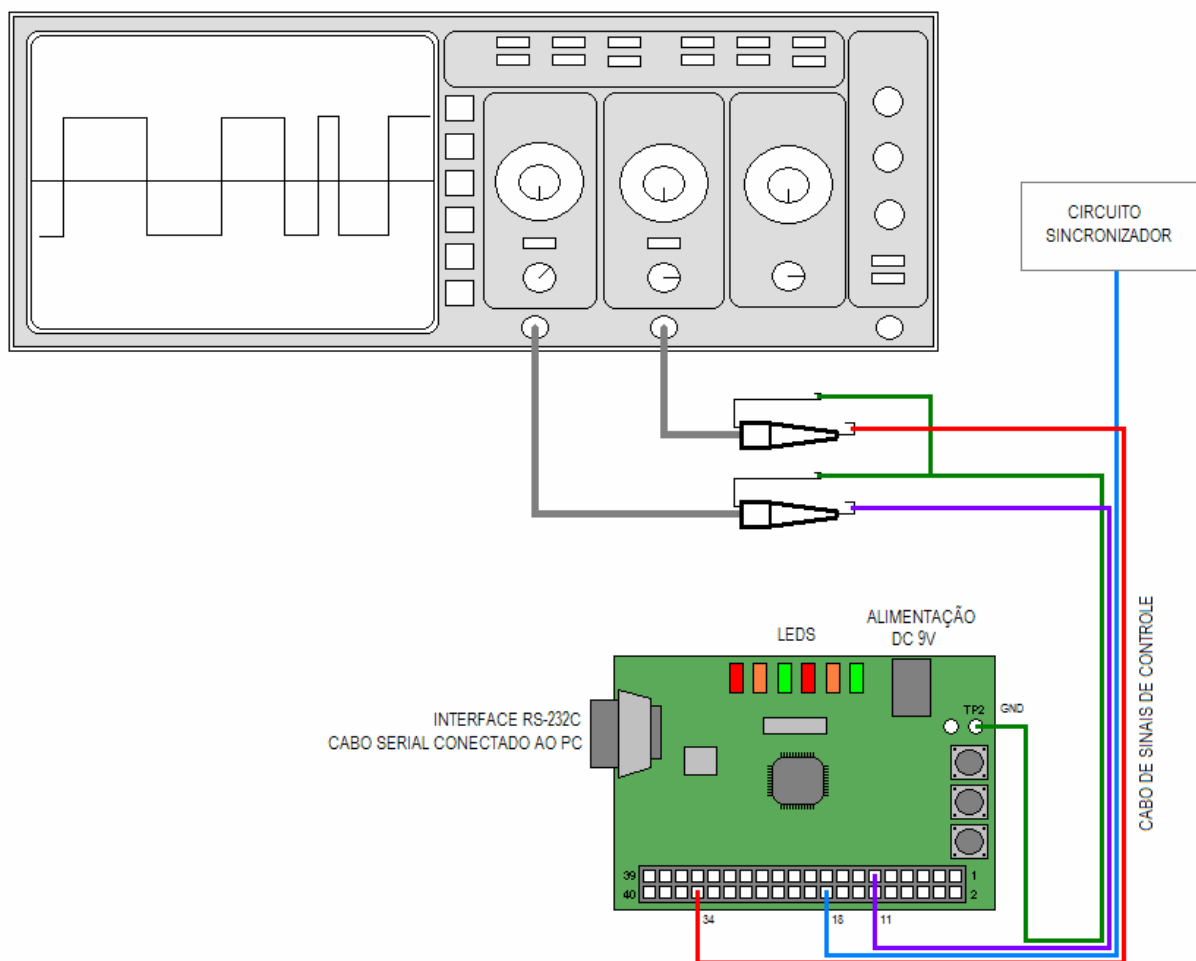 CIRCUITO
SINCRONIZADOR
ALIMENTAÇÃO
DC 9V
LEDS
TP2
GND
INTERFACE RS-232C
CABO SERIAL CONECTADO AO PC
CABO DE SINAIS DE CONTROLE
39
1
40
2
34
18
11